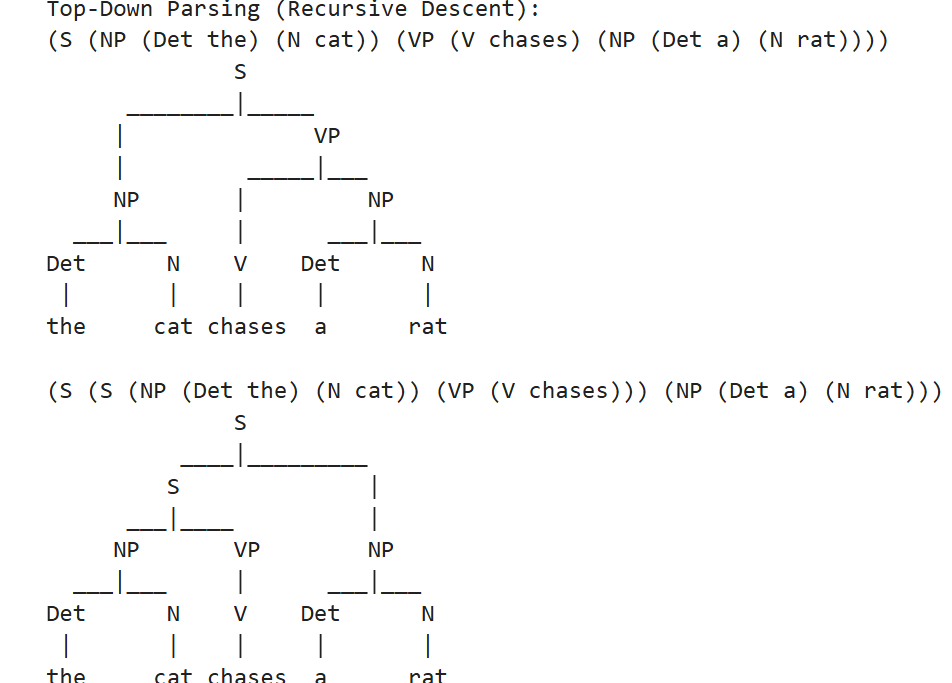 Top-Down Parsing (Recursive Descent):
(S (NP (Det the) (N cat)) (VP (V chases) (NP (Det a) (N rat))))
S
VP
NP NP
Det N V Det N
the cat chases a rat
(S (S (NP (Det the) (N cat)) (VP (V chases))) (NP (Det a) (N rat)))
S
S
NP VP NP
Det N V Det N
the cat chases a rat